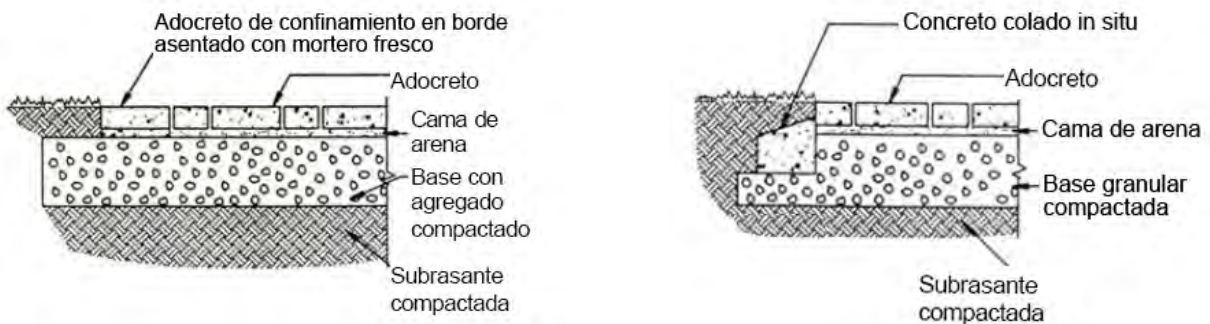 Adocreto de confinamiento en borde
asentado con mortero fresco
Adocreto
Cama de
arena
Base con
agregado
compactado
Subrasante
compactada
Concreto colado in situ
Adocreto
Cama de arena
Base granular
compactada
Subrasante
compactada